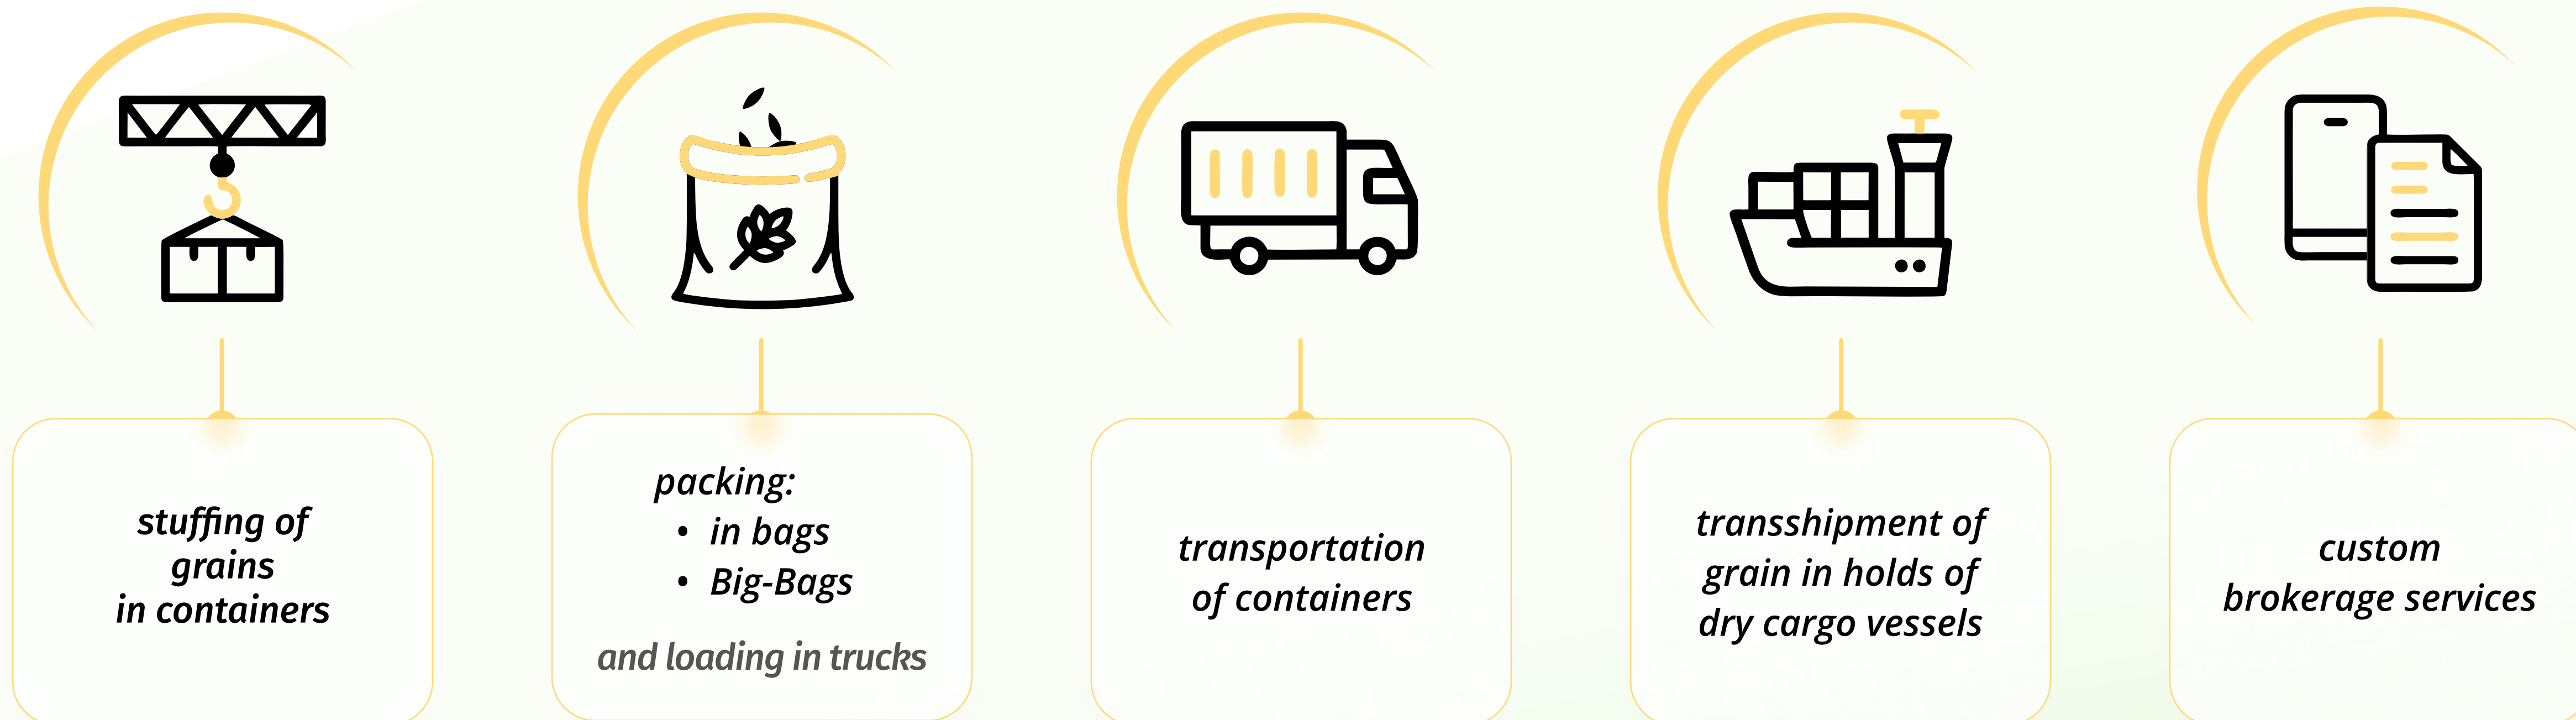 stuffing of
grains
in containers
packing:
• in bags
• Big-Bags
and loading in trucks
transportation
of containers
transshipment of
grain in holds of
dry cargo vessels
custom
brokerage services